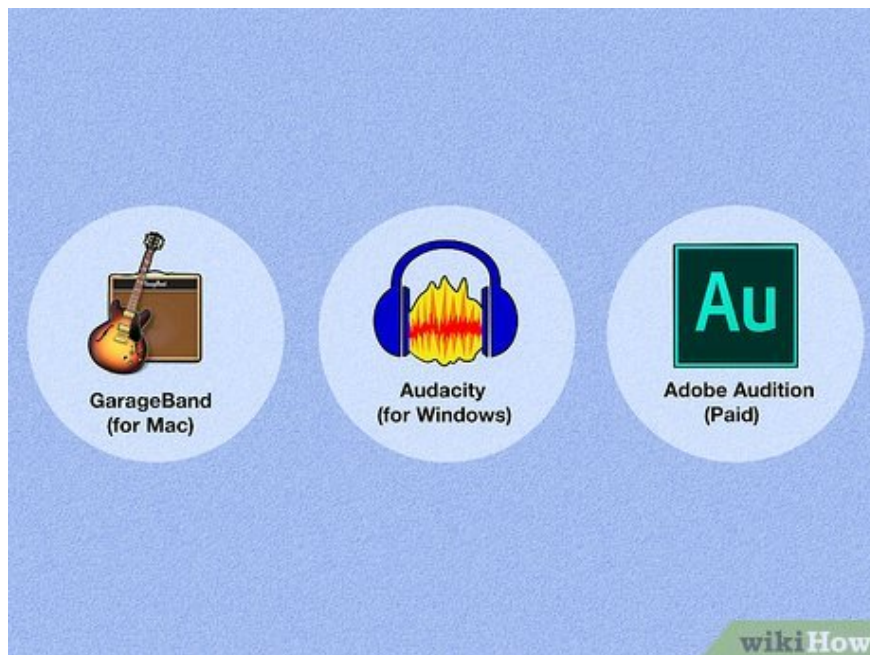 GarageBand
(for Mac)
Audacity
(for Windows)
Au
Adobe Audition
(Paid)
wikiHow